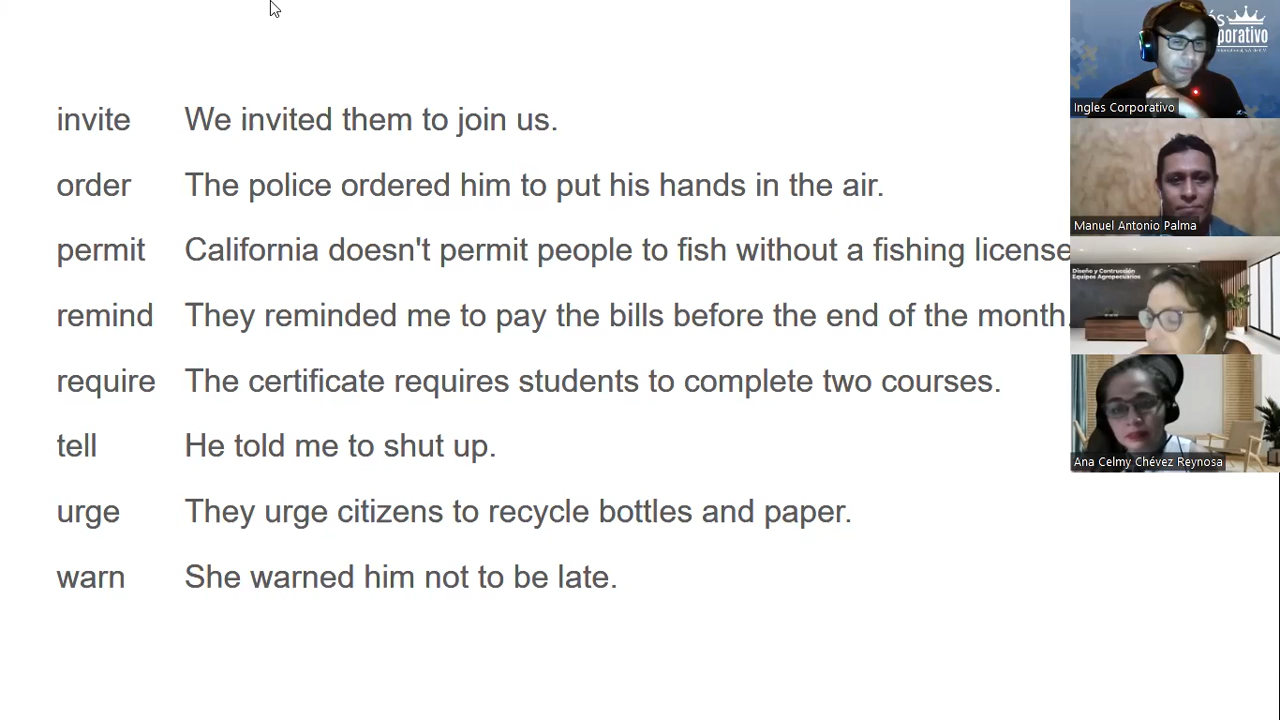 invite We invited them to join us.
order The police ordered him to put his hands in the air.
permit California doesn't permit people to fish without a fishing license
remind They reminded me to pay the bills before the end of the month.
require The certificate requires students to complete two courses.
tell He told me to shut up.
urge They urge citizens to recycle bottles and paper.
warn She warned him not to be late.
Ingles Corporativo
Manuel Antonio Palma
Diseño y Contrucción
Equipos Agropecuarios
Ana Celmy Chévez Reynosa